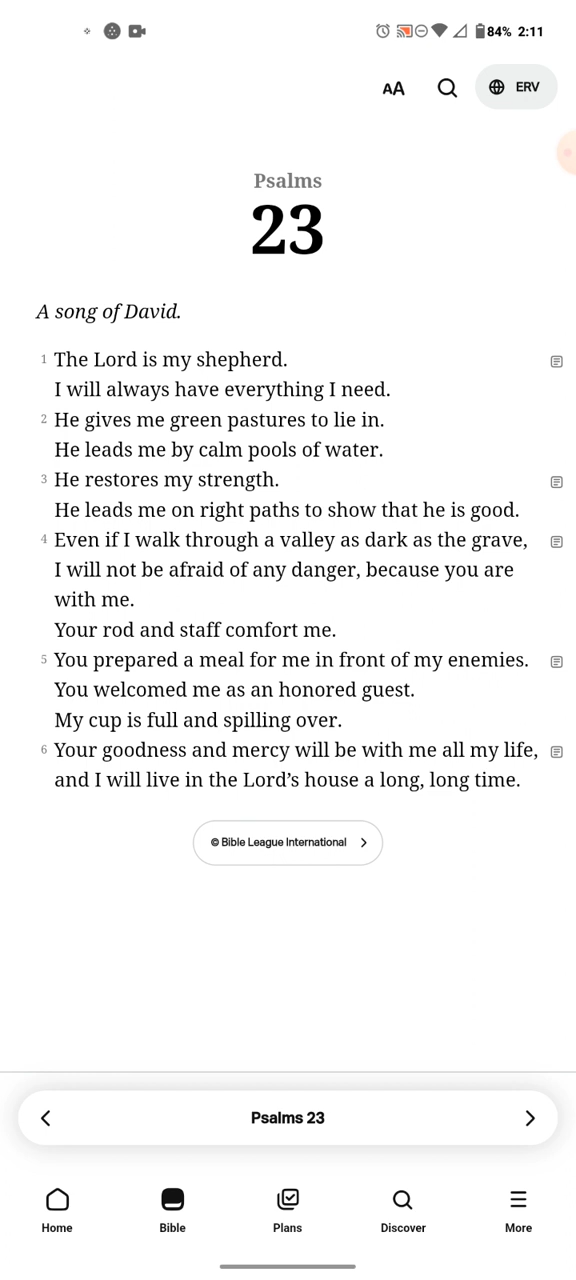 84% 2:11
AA ERV
Psalms
23
A song of David.
1 The Lord is my shepherd.
I will always have everything I need.
2 He gives me green pastures to lie in.
He leads me by calm pools of water.
3 He restores my strength.
He leads me on right paths to show that he is good.
4 Even if I walk through a valley as dark as the grave,
I will not be afraid of any danger, because you are
with me.
Your rod and staff comfort me.
5 You prepared a meal for me in front of my enemies.
You welcomed me as an honored guest.
My cup is full and spilling over.
6 Your goodness and mercy will be with me all my life,
and I will live in the Lord’s house a long, long time.
© Bible League International
Psalms 23
Home Bible Plans Discover More